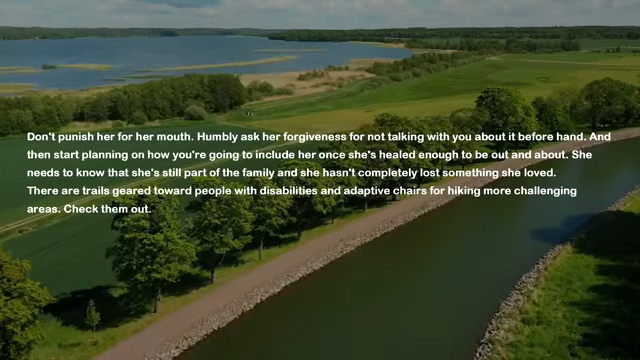 Don't punish her for her mouth. Humbly ask her forgiveness for not talking with you about it before hand. And
then start planning on how you're going to include her once she's healed enough to be out and about. She
needs to know that she's still part of the family and she hasn't completely lost something she loved.
There are trails geared toward people with disabilities and adaptive chairs for hiking more challenging
areas. Check them out.